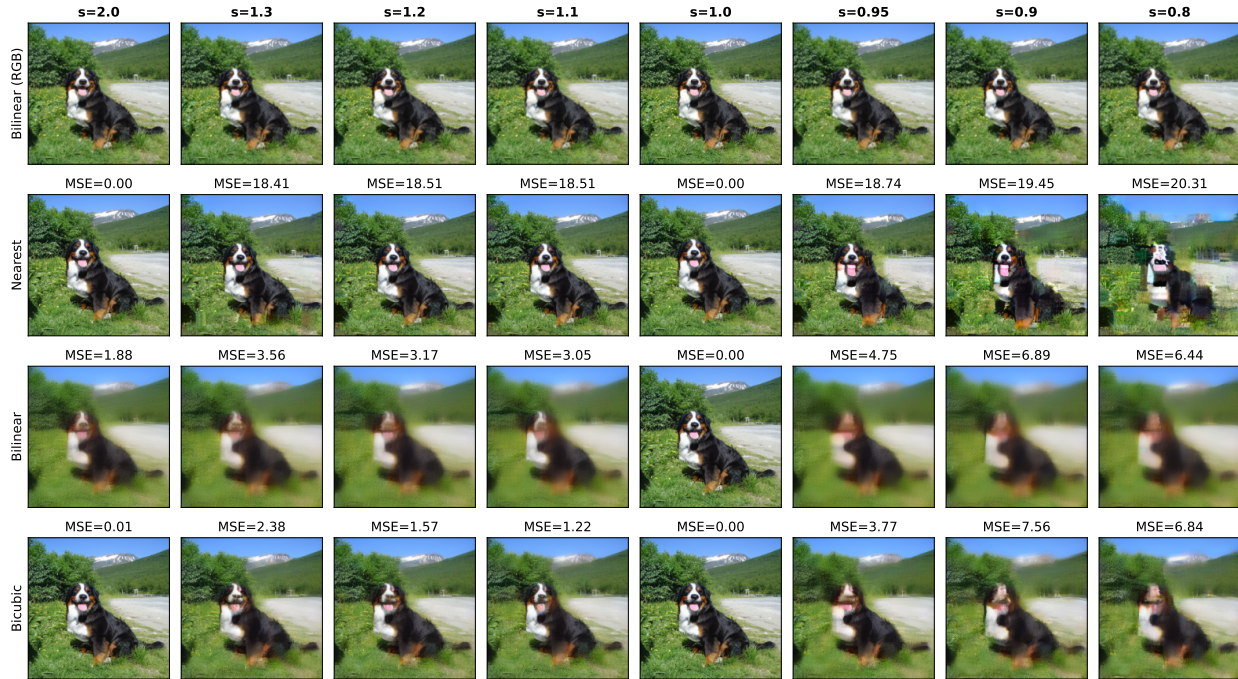 s=2.0 s=1.3 s=1.2 s=1.1 s=1.0 s=0.95 s=0.9 s=0.8
Bilinear (RGB)
MSE=0.00 MSE=18.41 MSE=18.51 MSE=18.51 MSE=0.00 MSE=18.74 MSE=19.45 MSE=20.31
Nearest
MSE=1.88 MSE=3.56 MSE=3.17 MSE=3.05 MSE=0.00 MSE=4.75 MSE=6.89 MSE=6.44
Bilinear
MSE=0.01 MSE=2.38 MSE=1.57 MSE=1.22 MSE=0.00 MSE=3.77 MSE=7.56 MSE=6.84
Bicubic